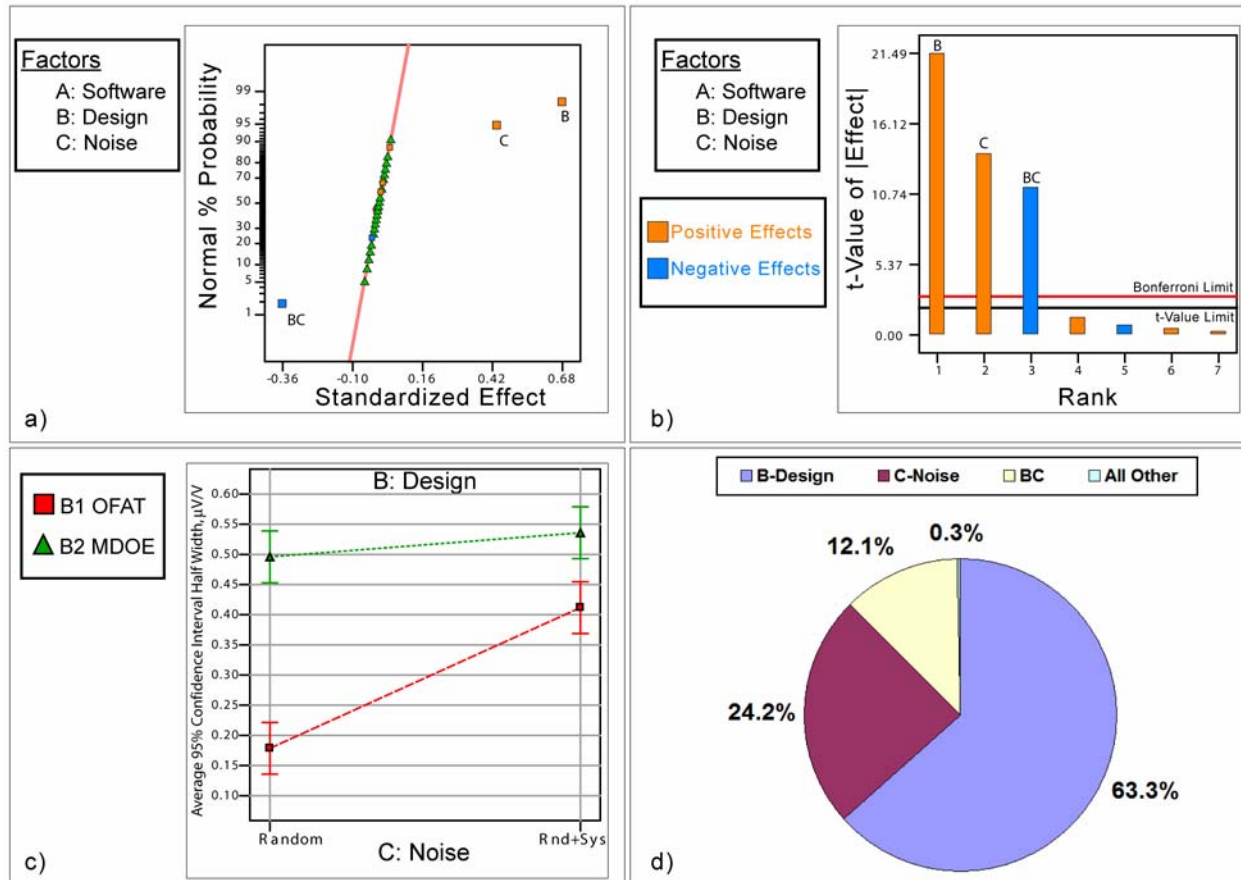 Factors
A: Software
B: Design
C: Noise
Normal % Probability
99
95
90
80
70
50
30
20
10
5
1
B
C
BC
-0.36
-0.10
0.16
0.42
0.68
Standardized Effect
a)
Factors
A: Software
B: Design
C: Noise
Positive Effects
Negative Effects
t-Value of |Effect|
21.49
16.12
10.74
5.37
0.00
B
C
BC
Bonferroni Limit
t-Value Limit
1
2
3
4
5
6
7
Rank
b)
B1 OFAT
B2 MDOE
B: Design
Average 95% Confidence Interval Half Width, µV/V
0.60
0.55
0.50
0.45
0.40
0.35
0.30
0.25
0.20
0.15
0.10
Random
Rnd+Sys
C: Noise
c)
B-Design
C-Noise
BC
All Other
0.3%
12.1%
24.2%
63.3%
d)